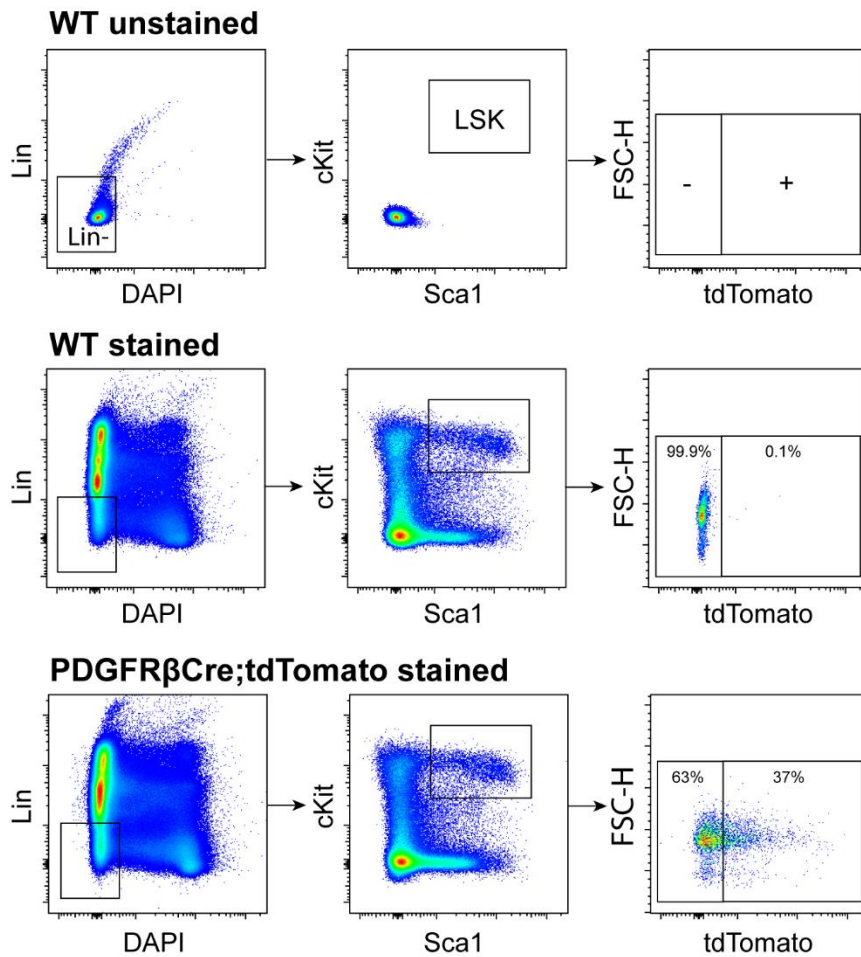 WT unstained
Lin
Lin-
DAPI
cKit
LSK
Sca1
FSC-H
-
+
tdTomato
WT stained
Lin
DAPI
cKit
Sca1
FSC-H
99.9%
0.1%
tdTomato
PDGFRβCre;tdTomato stained
Lin
DAPI
cKit
Sca1
FSC-H
63%
37%
tdTomato